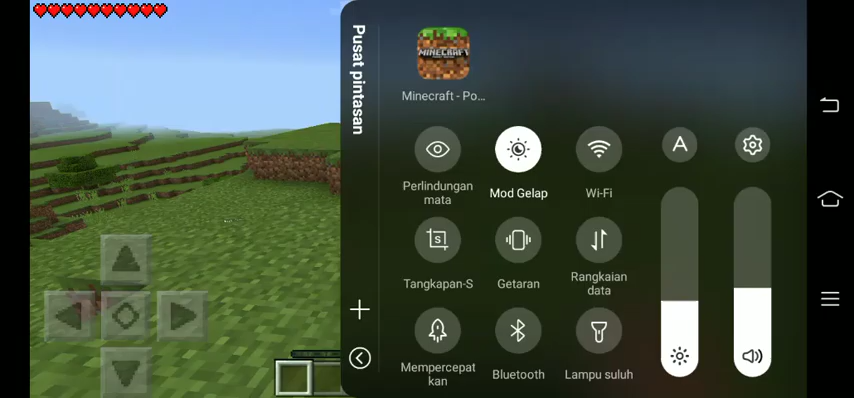 Pusat pintasan
MINECRAFT
Minecraft - Po...
Perlindungan
mata
Mod Gelap
Wi-Fi
A
S
Tangkapan-S
Getaran
Rangkaian
data
Mempercepat
kan
Bluetooth
Lampu suluh